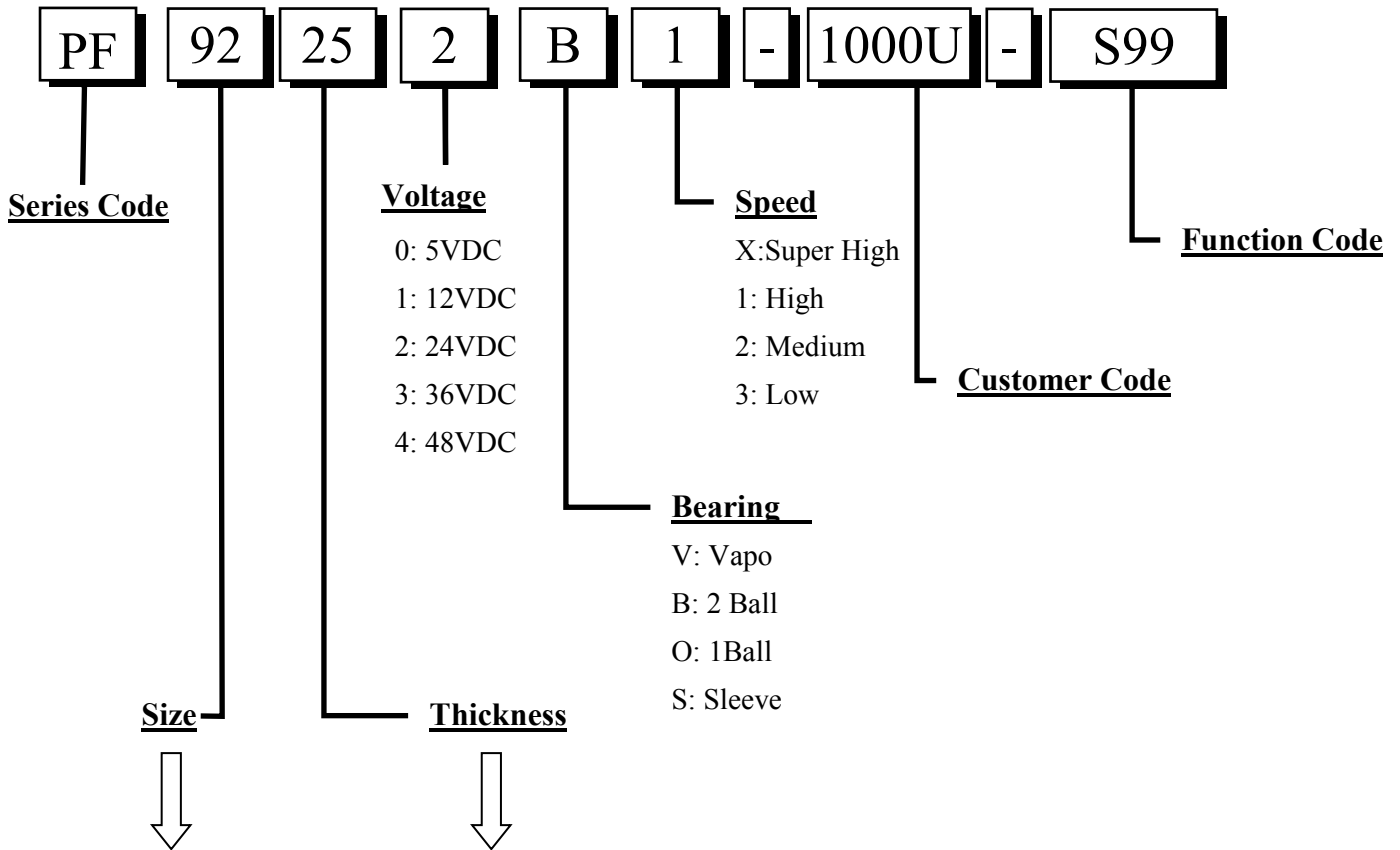 PF 92 25 2 B 1 - 1000U - S99
Series Code
Voltage
0: 5VDC
1: 12VDC
2: 24VDC
3: 36VDC
4: 48VDC
Speed
X:Super High
1: High
2: Medium
3: Low
Function Code
Customer Code
Bearing
V: Vapo
B: 2 Ball
O: 1Ball
S: Sleeve
Size
Thickness